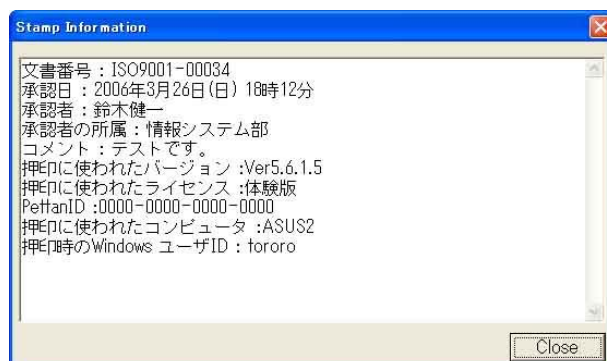 Stamp Information
文書番号：ISO9001-00034
承認日：2006年3月26日(日) 18時12分
承認者：鈴木健一
承認者の所属：情報システム部
コメント：テストです。
押印に使われたバージョン :Ver5.6.1.5
押印に使われたライセンス :体験版
PettanID :0000-0000-0000-0000
押印に使われたコンピュータ :ASUS2
押印時のWindows ユーザID : tororo
Close